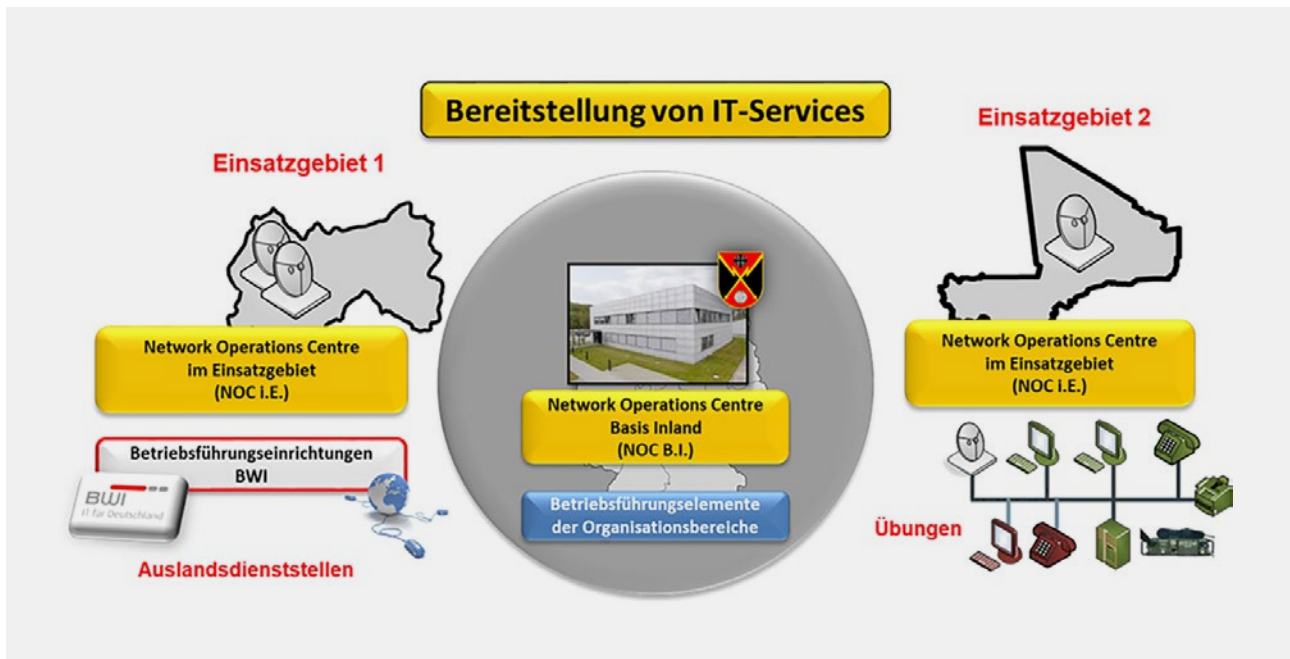 Bereitstellung von IT-Services
Einsatzgebiet 1
Einsatzgebiet 2
Network Operations Centre
im Einsatzgebiet
(NOC i.E.)
Network Operations Centre
Basis Inland
(NOC B.I.)
Network Operations Centre
im Einsatzgebiet
(NOC i.E.)
Betriebsführungseinrichtungen
BWI
BWI
IT für Deutschland
Auslandsdienststellen
Betriebsführungselemente
der Organisationsbereiche
Übungen